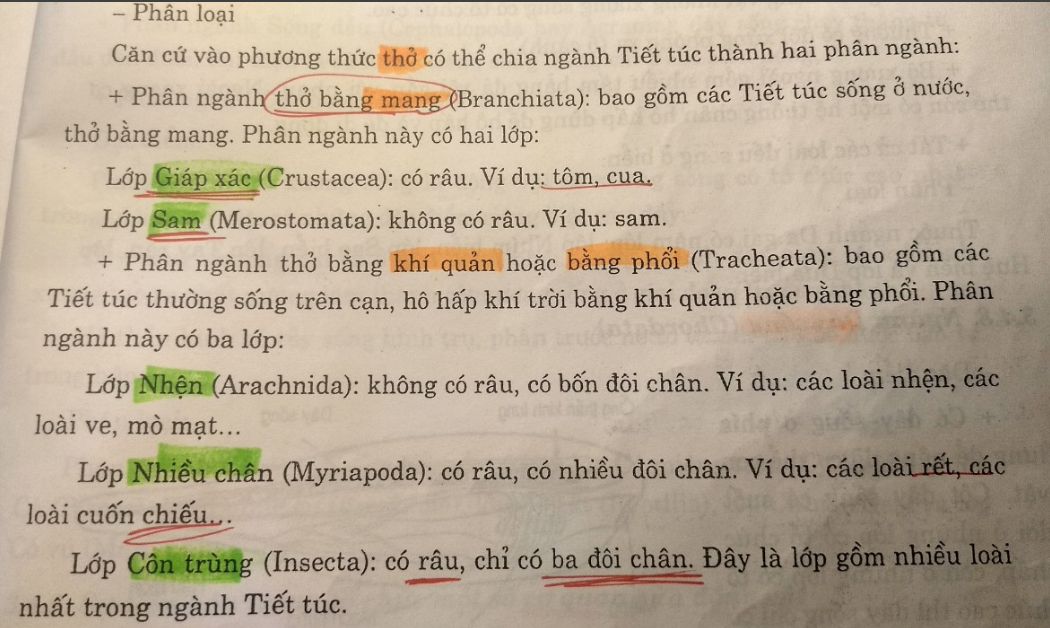 – Phân loại
Căn cứ vào phương thức thở có thể chia ngành Tiết túc thành hai phân ngành:
+ Phân ngành thở bằng mang (Branchiata): bao gồm các Tiết túc sống ở nước,
thở bằng mang. Phân ngành này có hai lớp:
Lớp Giáp xác (Crustacea): có râu. Ví dụ: tôm, cua.
Lớp Sam (Merostomata): không có râu. Ví dụ: sam.
+ Phân ngành thở bằng khí quản hoặc bằng phổi (Tracheata): bao gồm các
Tiết túc thường sống trên cạn, hô hấp khí trời bằng khí quản hoặc bằng phổi. Phân
ngành này có ba lớp:
Lớp Nhện (Arachnida): không có râu, có bốn đôi chân. Ví dụ: các loài nhện, các
loài ve, mò mạt...
Lớp Nhiều chân (Myriapoda): có râu, có nhiều đôi chân. Ví dụ: các loài rết, các
loài cuốn chiếu...
Lớp Côn trùng (Insecta): có râu, chỉ có ba đôi chân. Đây là lớp gồm nhiều loài
nhất trong ngành Tiết túc.